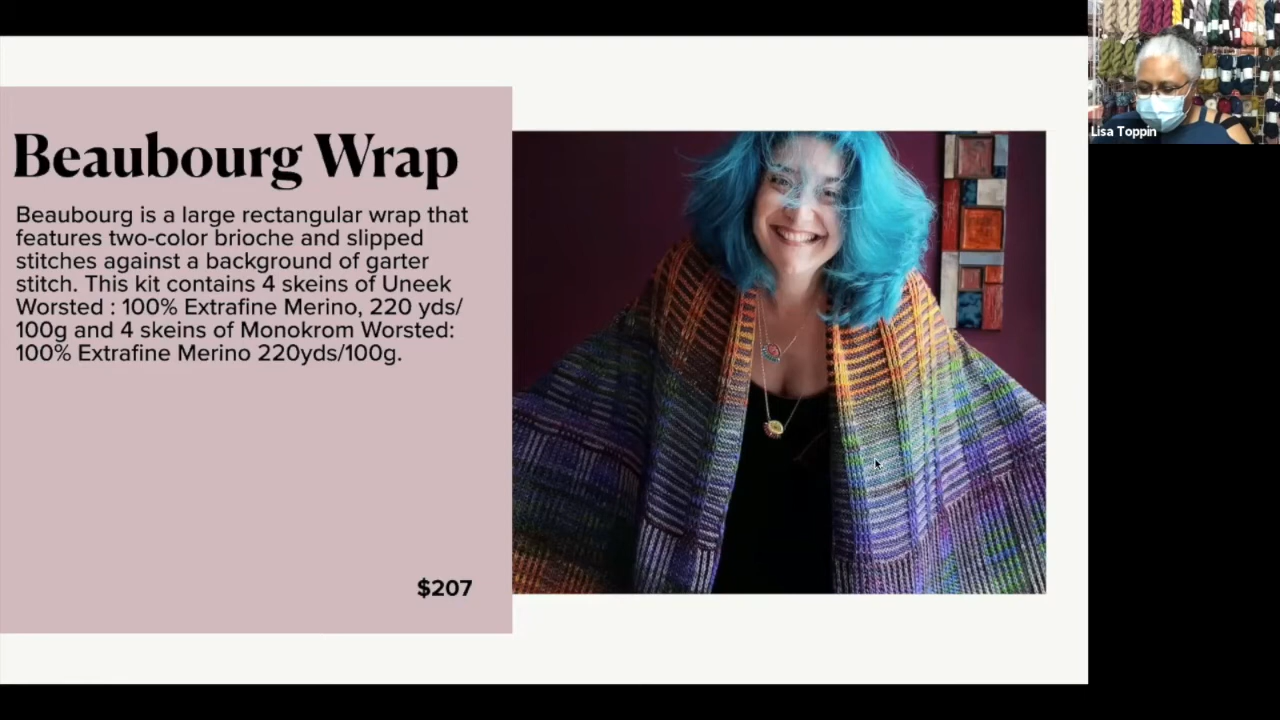 Beaubourg Wrap
Beaubourg is a large rectangular wrap that
features two-color brioche and slipped
stitches against a background of garter
stitch. This kit contains 4 skeins of Uneek
Worsted : 100% Extrafine Merino, 220 yds/
100g and 4 skeins of Monokrom Worsted:
100% Extrafine Merino 220yds/100g.
$207
Lisa Toppin